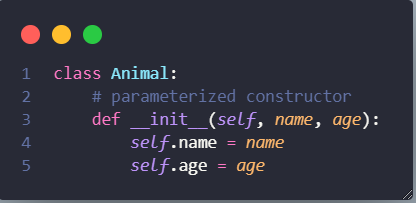 1 class Animal:
2     # parameterized constructor
3     def __init__(self, name, age):
4         self.name = name
5         self.age = age